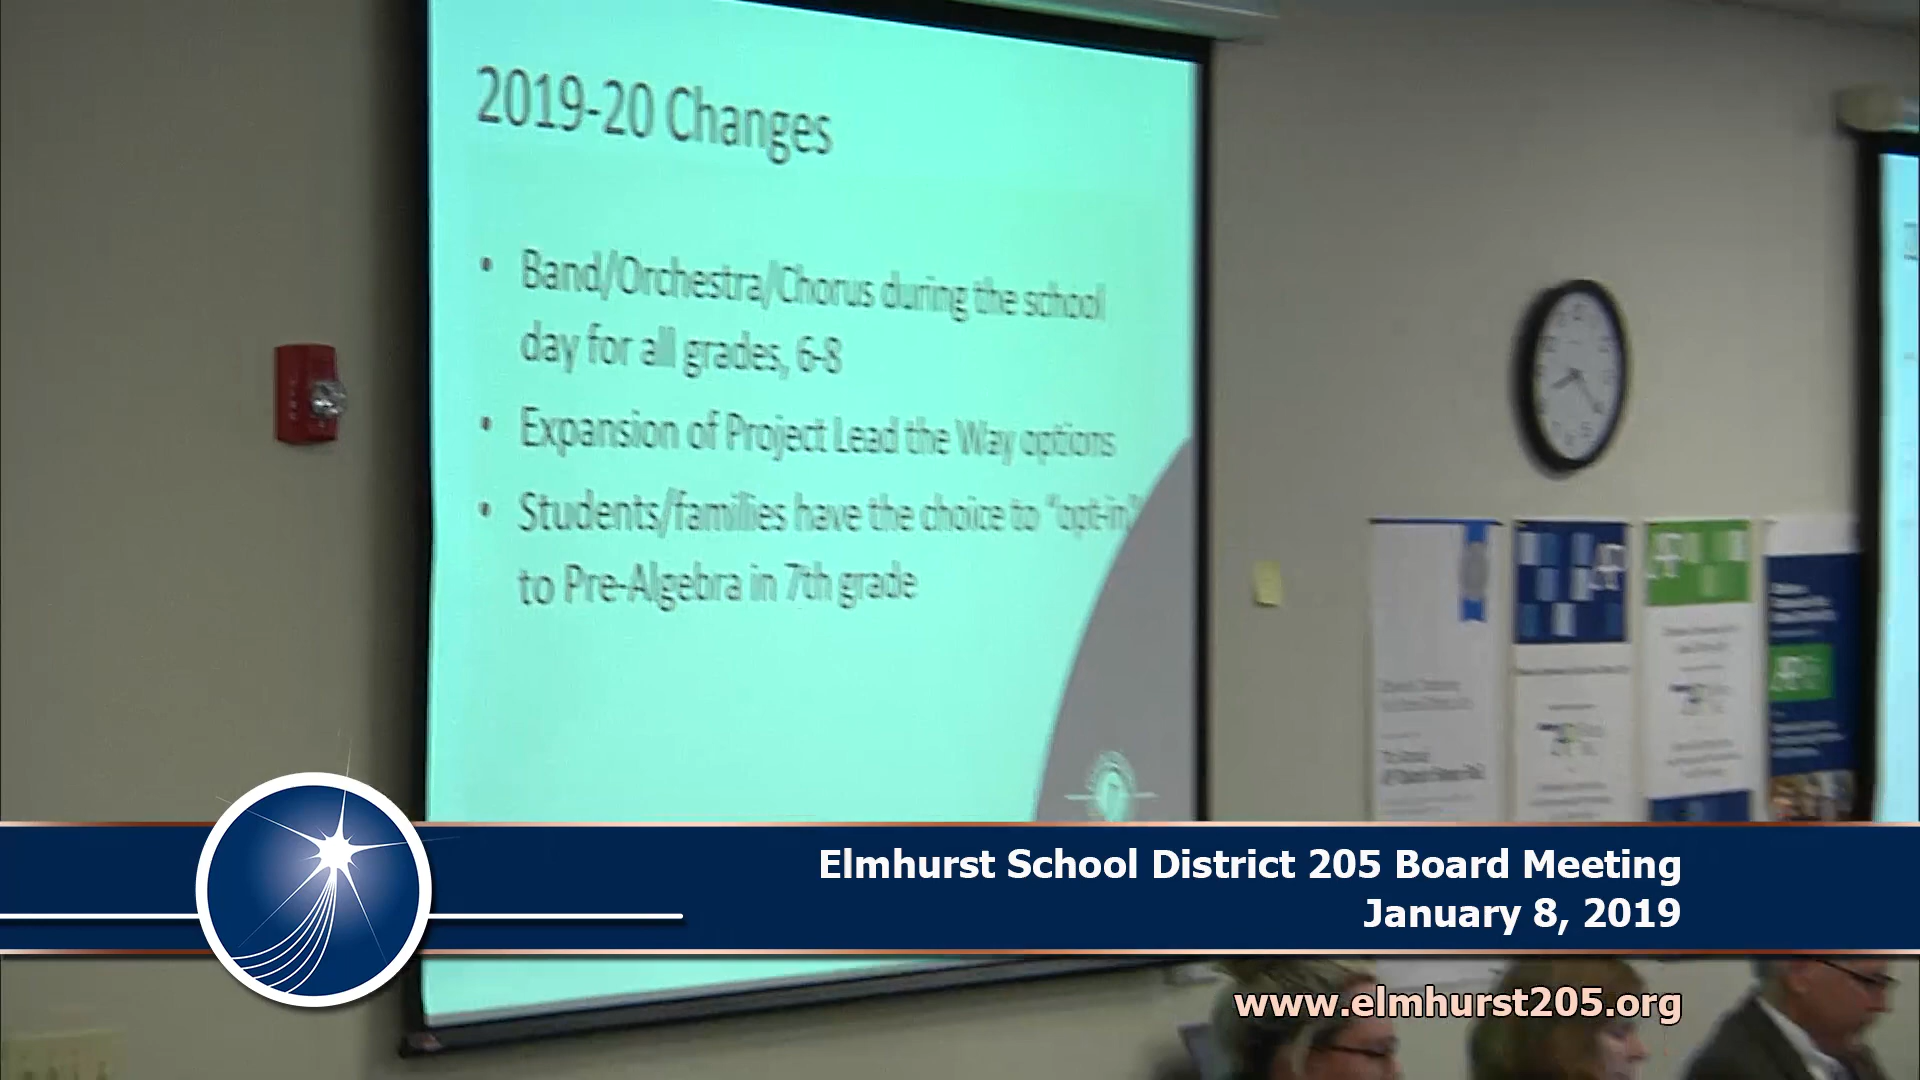 2019-20 Changes
• Band/Orchestra/Chorus during the school
day for all grades, 6-8
• Expansion of Project Lead the Way options
• Students/families have the choice to "opt-in"
to Pre-Algebra in 7th grade
Elmhurst School District 205 Board Meeting
January 8, 2019
www.elmhurst205.org